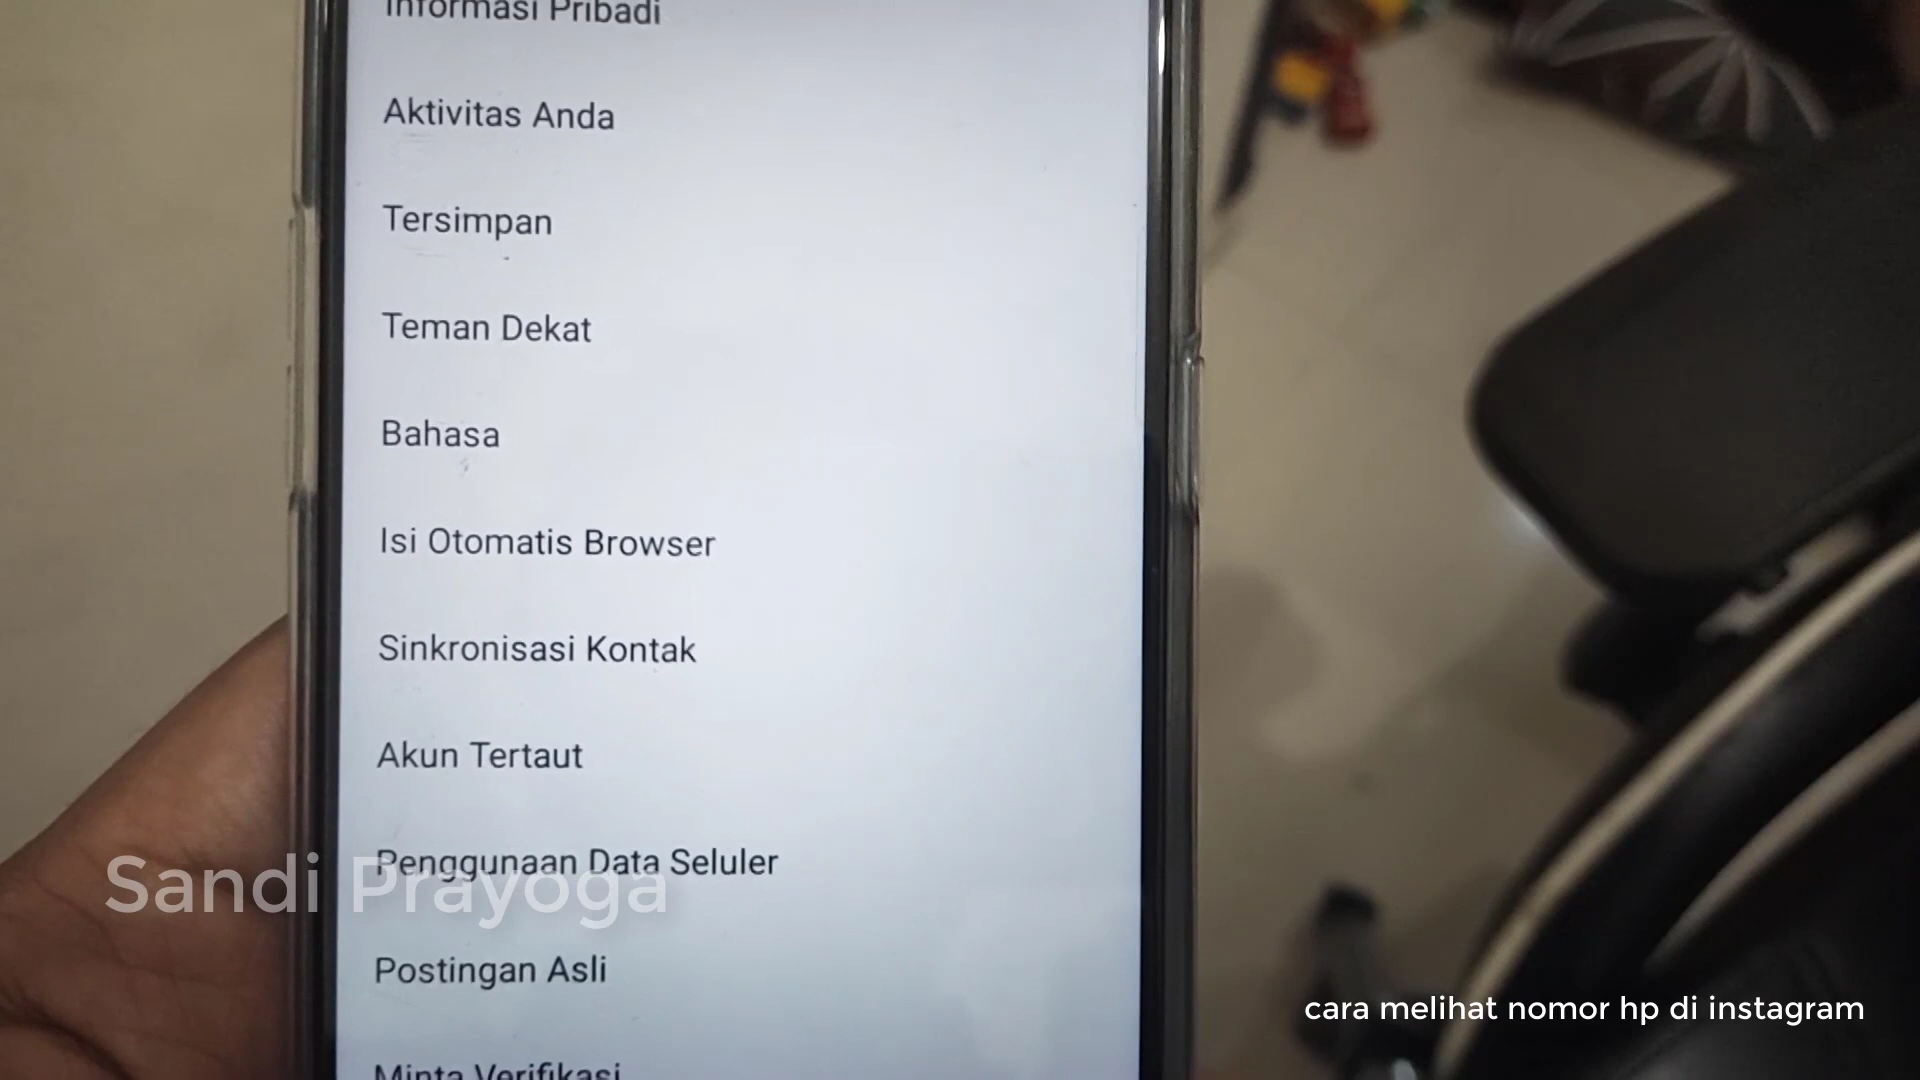 Informasi Pribadi
Aktivitas Anda
Tersimpan
Teman Dekat
Bahasa
Isi Otomatis Browser
Sinkronisasi Kontak
Akun Tertaut
Penggunaan Data Seluler
Sandi Prayoga
Postingan Asli
cara melihat nomor hp di instagram
Minta Verifikasi